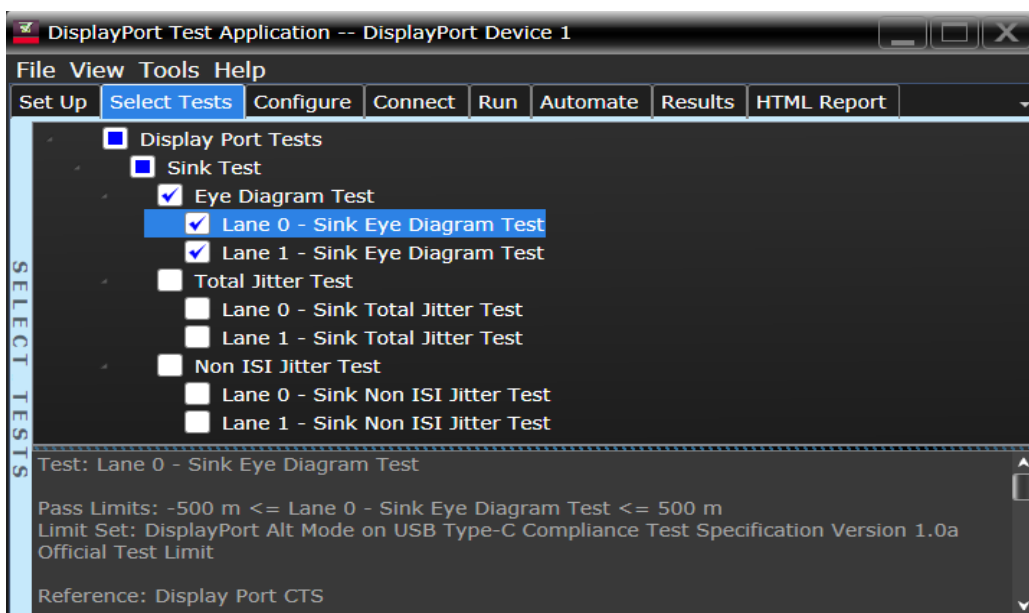 DisplayPort Test Application -- DisplayPort Device 1
File View Tools Help
Set Up Select Tests Configure Connect Run Automate Results HTML Report
Display Port Tests
Sink Test
Eye Diagram Test
Lane 0 - Sink Eye Diagram Test
Lane 1 - Sink Eye Diagram Test
Total Jitter Test
Lane 0 - Sink Total Jitter Test
Lane 1 - Sink Total Jitter Test
Non ISI Jitter Test
Lane 0 - Sink Non ISI Jitter Test
Lane 1 - Sink Non ISI Jitter Test
SELECT TESTS
Test: Lane 0 - Sink Eye Diagram Test
Pass Limits: -500 m <= Lane 0 - Sink Eye Diagram Test <= 500 m
Limit Set: DisplayPort Alt Mode on USB Type-C Compliance Test Specification Version 1.0a
Official Test Limit
Reference: Display Port CTS